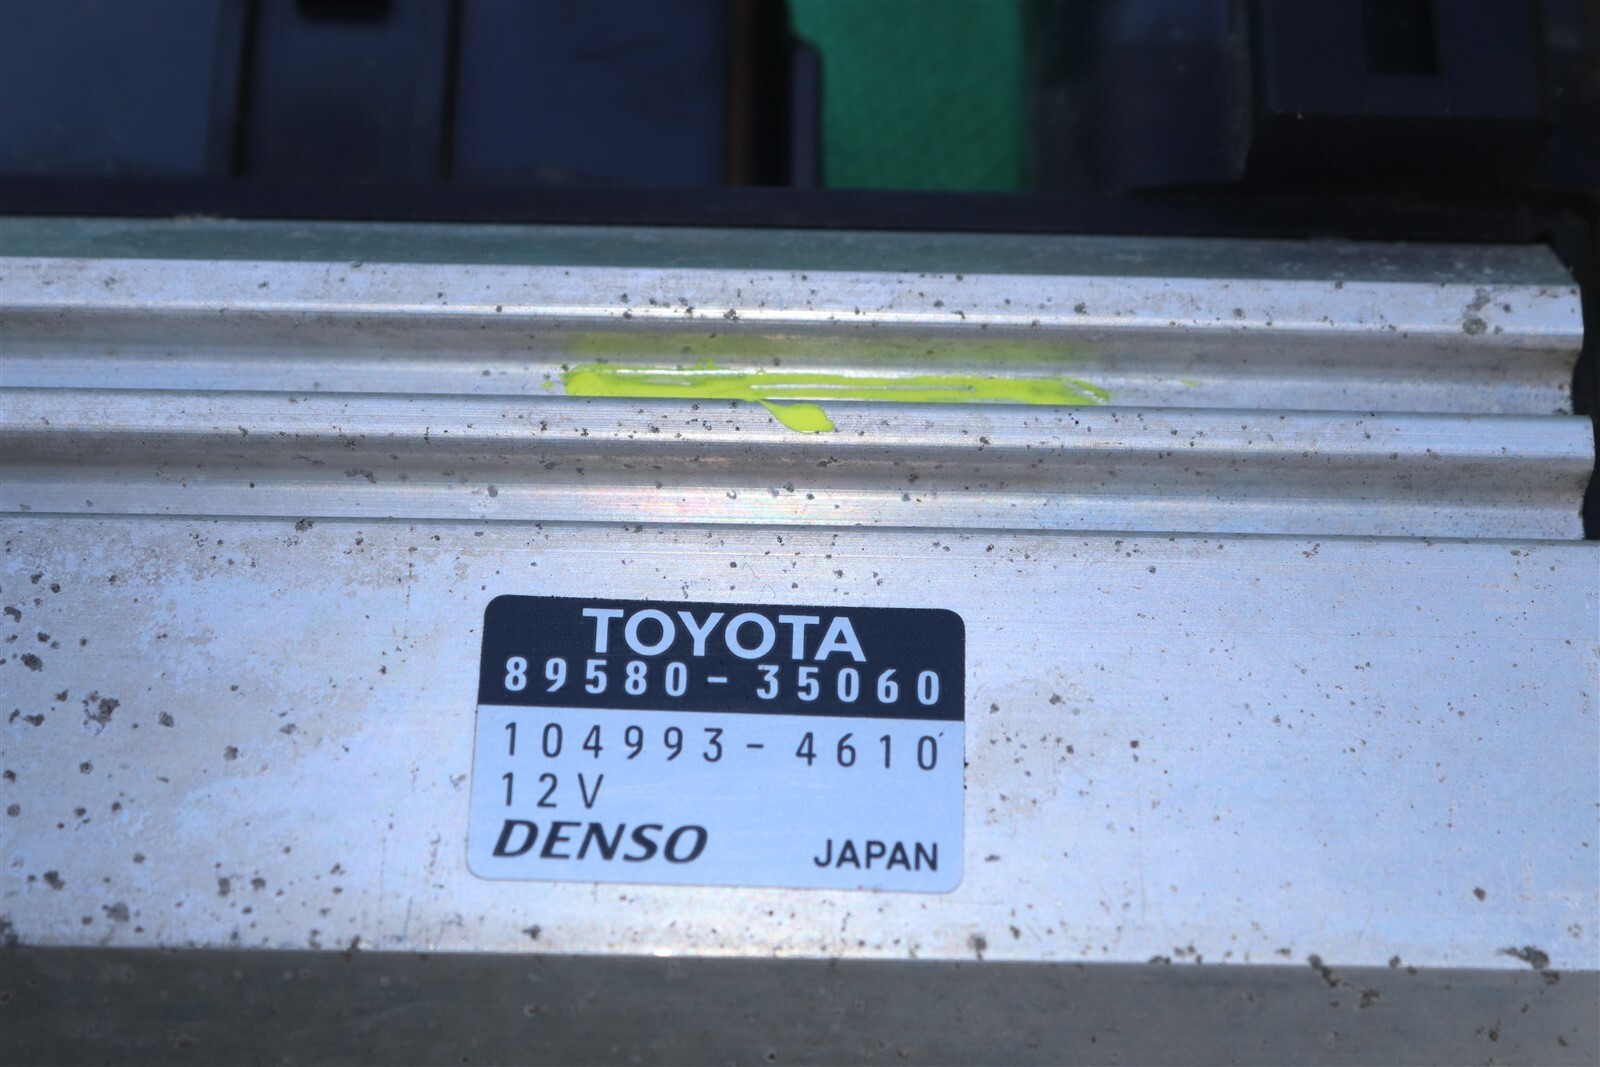 TOYOTA
89580-35060
104993-4610
12V
DENSO JAPAN